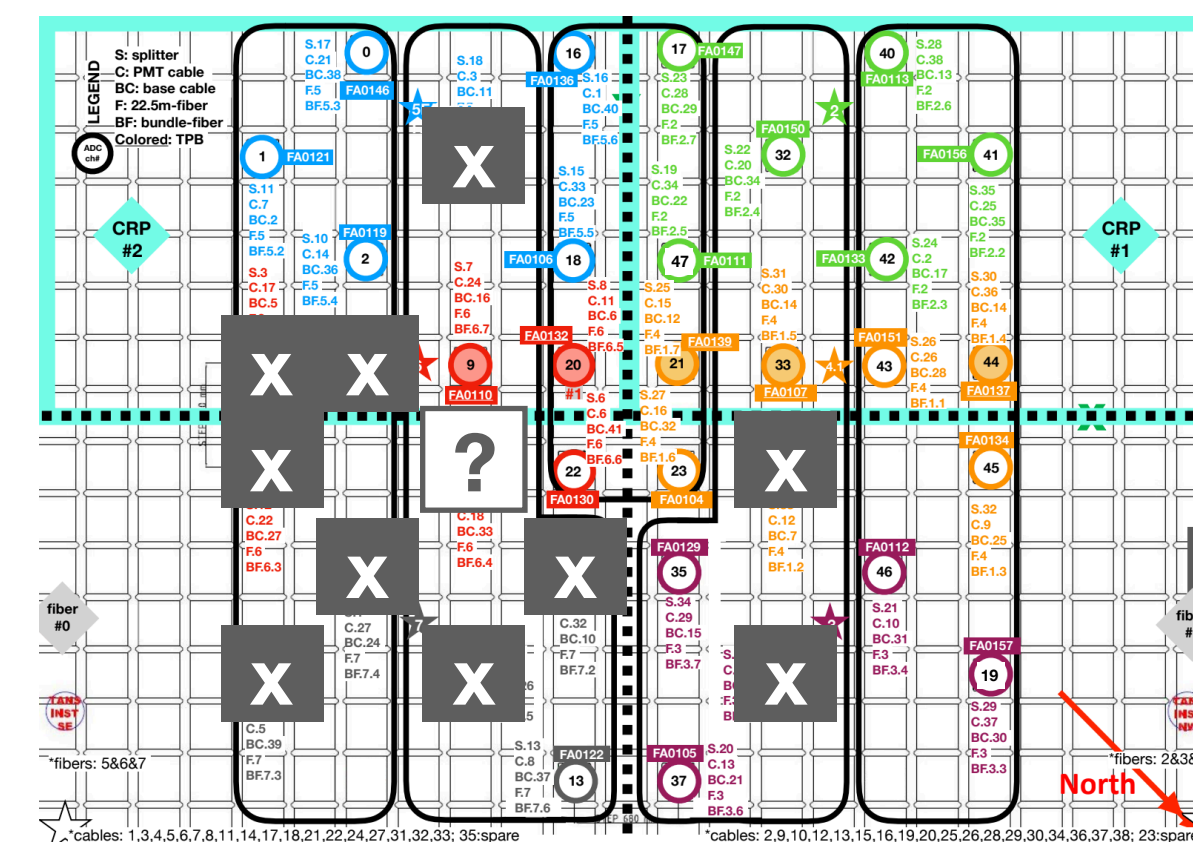 LEGEND
S: splitter
C: PMT cable
BC: base cable
F: 22.5m-fiber
BF: bundle-fiber
Colored: TPB
ADC
ch#
CRP
#2
S.17
C.21
BC.38
F.5
BF.5.3
0
FA0146
1
FA0121
S.11
C.7
BC.2
F.5
BF.5.2
S.10
C.14
BC.36
F.5
BF.5.4
FA0119
2
S.3
C.17
BC.5
S.18
C.3
BC.11
5
X
16
FA0136
S.16
C.1
BC.40
F.5
BF.5.6
S.15
C.33
BC.23
F.5
BF.5.5
FA0106
18
17
FA0147
S.23
C.28
BC.29
F.2
BF.2.7
S.19
C.34
BC.22
F.2
BF.2.5
47
FA0111
FA0150
32
2
S.22
C.20
BC.34
F.2
BF.2.4
40
FA0113
S.28
C.38
BC.13
F.2
BF.2.6
FA0156
41
S.35
C.25
BC.35
F.2
BF.2.2
FA0133
42
S.24
C.2
BC.17
F.2
BF.2.3
CRP
#1
X
X
S.7
C.24
BC.16
F.6
BF.6.7
9
FA0110
S.8
C.11
BC.6
F.6
BF.6.5
FA0132
20
#1
S.25
C.15
BC.12
F.4
BF.1.7
FA0139
21
S.31
C.30
BC.14
F.4
BF.1.5
33
FA0107
4.1
FA0151
43
S.26
C.26
BC.28
F.4
BF.1.1
S.30
C.36
BC.14
F.4
BF.1.4
44
FA0137
X
?
S.6
C.6
BC.41
F.6
BF.6.6
22
FA0130
S.27
C.16
BC.32
F.4
BF.1.6
23
FA0104
X
FA0134
45
C.22
BC.27
F.6
BF.6.3
X
C.18
BC.33
F.6
BF.6.4
X
FA0129
35
C.12
BC.7
F.4
BF.1.2
FA0112
46
S.32
C.9
BC.25
F.4
BF.1.3
fiber
#0
C.27
BC.24
F.7
BF.7.4
7
C.32
BC.10
F.7
BF.7.2
S.34
C.29
BC.15
F.3
BF.3.7
3
S.21
C.10
BC.31
F.3
BF.3.4
FA0157
19
X
X
X
TANS
INST
SE
C.5
BC.39
F.7
BF.7.3
S.13
C.8
BC.37
F.7
BF.7.6
FA0122
13
FA0105
37
S.20
C.13
BC.21
F.3
BF.3.6
S.29
C.37
BC.30
F.3
BF.3.3
*fibers: 5&6&7
North
*cables: 1,3,4,5,6,7,8,11,14,17,18,21,22,24,27,31,32,33; 35:spare
*cables: 2,9,10,12,13,15,16,19,20,25,26,28,29,30,34,36,37,38; 23:spare